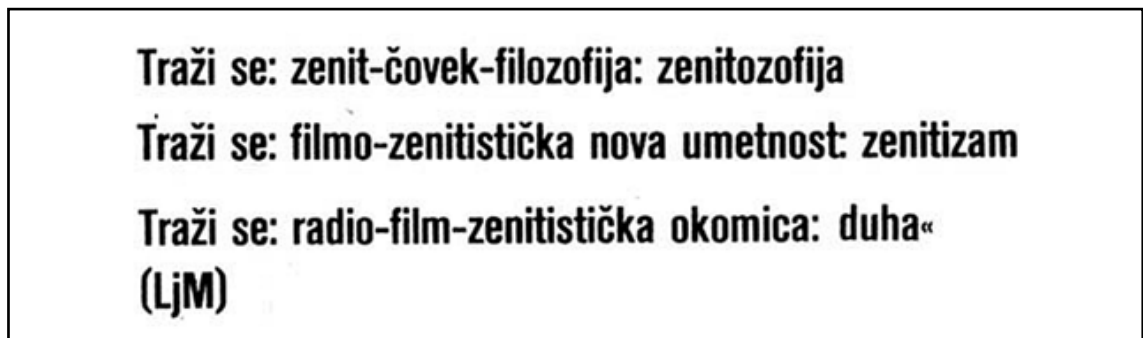 Traži se: zenit-čovek-filozofija: zenitozofija
Traži se: filmo-zenitistička nova umetnost: zenitizam
Traži se: radio-film-zenitistička okomica: duha«
(LjM)